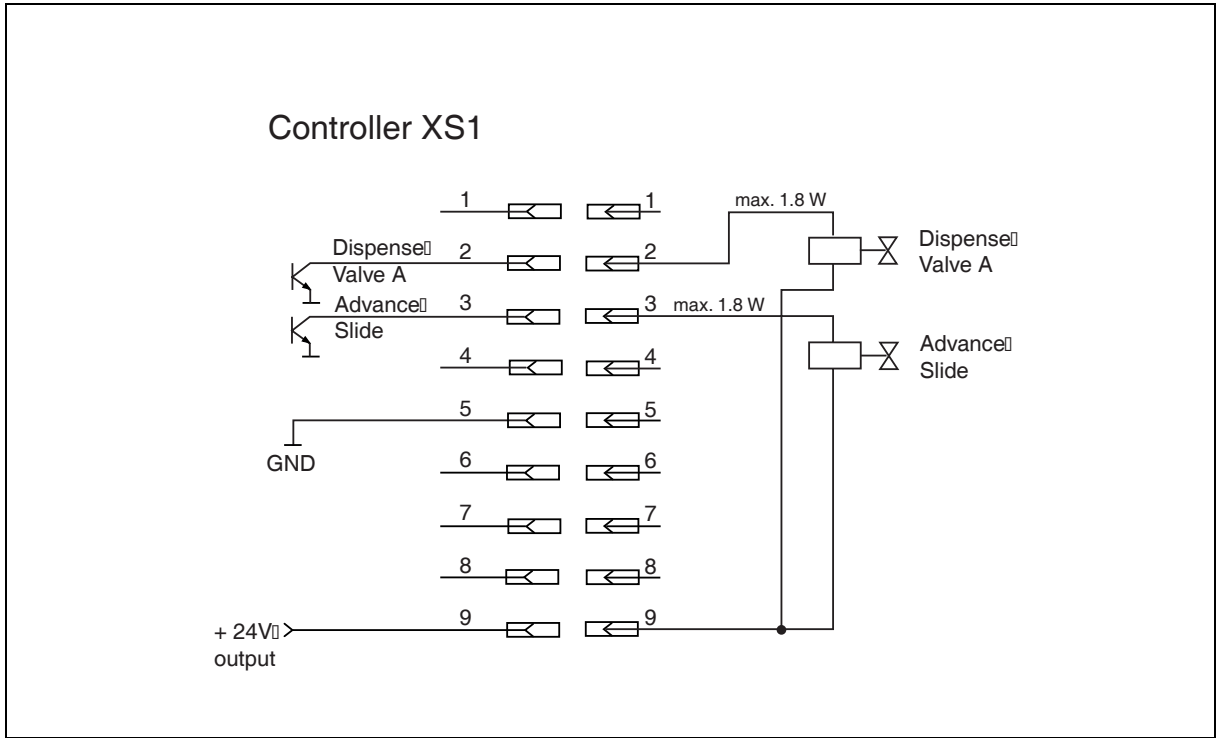 Controller XS1
1 1 max. 1.8 W
Dispense
Valve A
2 2
Dispense
Valve A
Advance
Slide
3 3 max. 1.8 W
Advance
Slide
4 4
5 5
GND
6 6
7 7
8 8
+ 24V
output
9 9